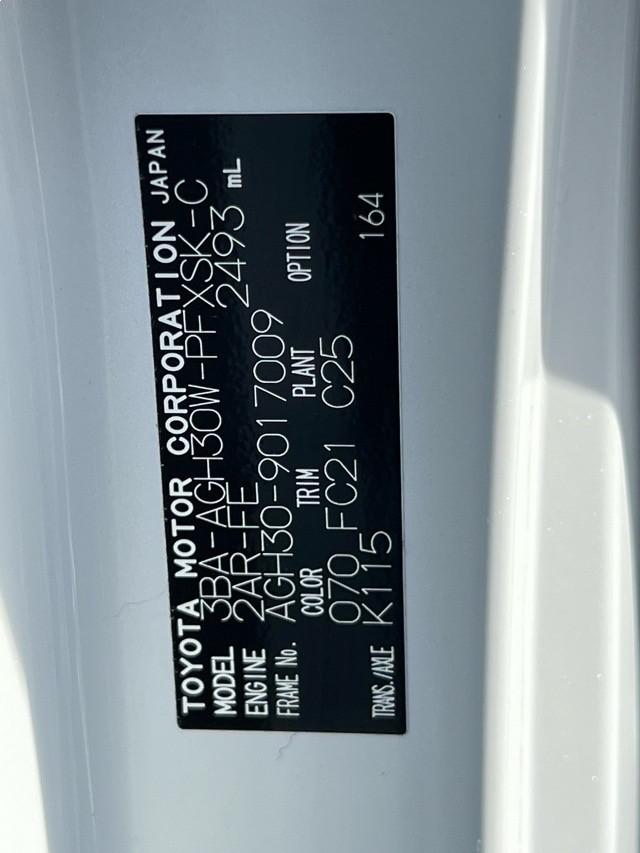 TOYOTA MOTOR CORPORATION JAPAN
MODEL 3BA-AGH30W-PFXSK-C
ENGINE 2AR-FE 2493 mL
FRAME No. AGH30-9017009
COLOR TRIM PLANT OPTION
070 FC21 C25
TRANS./AXLE K115 164